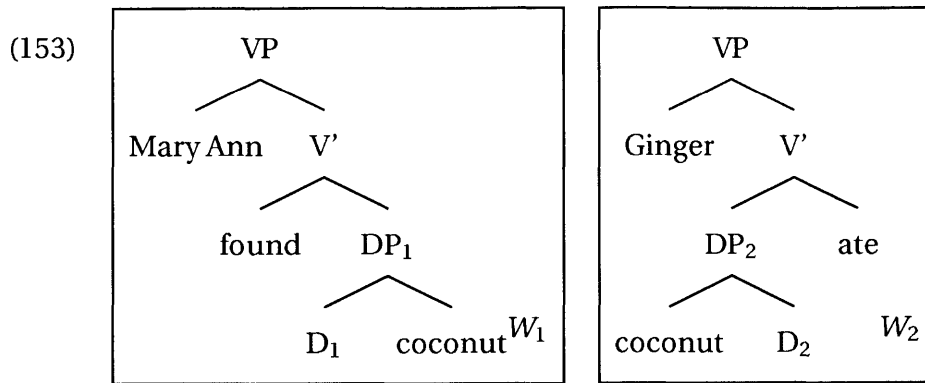 (153) VP VP
Mary Ann V' Ginger V'
found DP₁ DP₂ ate
D₁ coconut W₁ coconut D₂ W₂